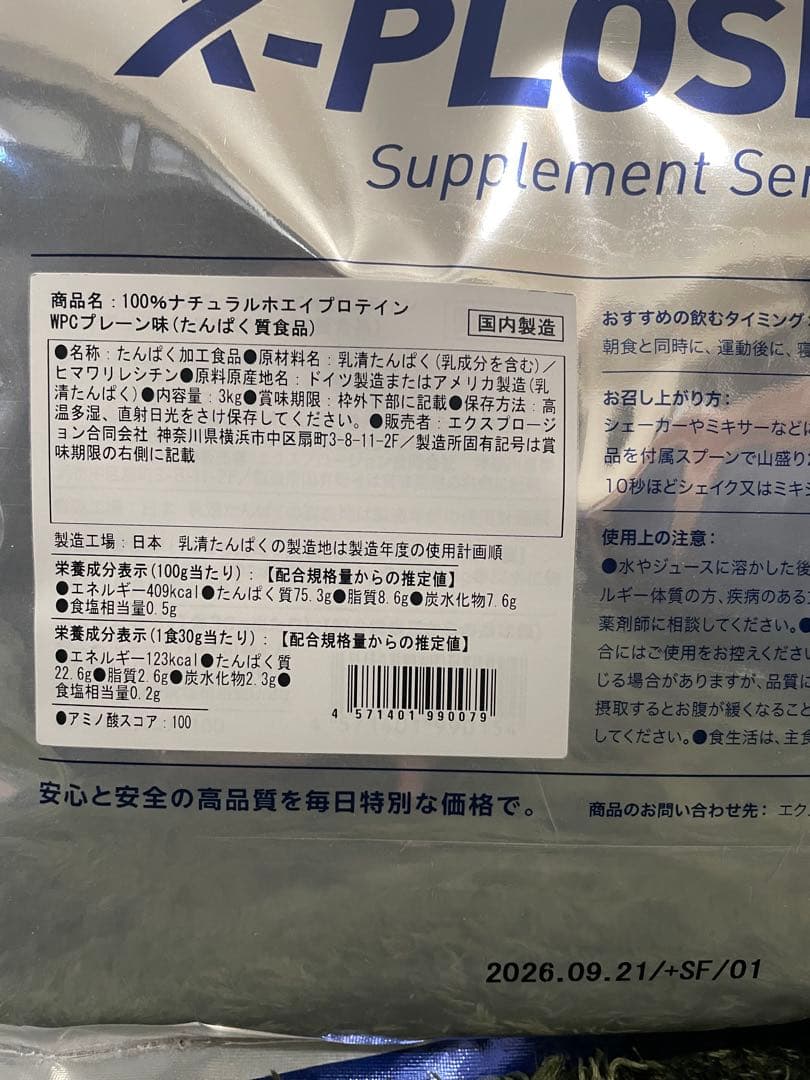 X-PLOSI
Supplement Ser
商品名：100%ナチュラルホエイプロテイン
WPCプレーン味(たんぱく質食品)
国内製造
●名称：たんぱく加工食品●原材料名：乳清たんぱく(乳成分を含む)／
ヒマワリレシチン●原料原産地名：ドイツ製造またはアメリカ製造(乳
清たんぱく)●内容量：3kg●賞味期限：枠外下部に記載●保存方法：高
温多湿、直射日光をさけ保存してください。●販売者：エクスプロージ
ョン合同会社 神奈川県横浜市中区扇町3-8-11-2F／製造所固有記号は賞
味期限の右側に記載
製造工場：日本 乳清たんぱくの製造地は製造年度の使用計画順
栄養成分表示(100g当たり)：【配合規格量からの推定値】
●エネルギー409kcal●たんぱく質75.3g●脂質8.6g●炭水化物7.6g
●食塩相当量0.5g
栄養成分表示(1食30g当たり)：【配合規格量からの推定値】
●エネルギー123kcal●たんぱく質
22.6g●脂質2.6g●炭水化物2.3g●
食塩相当量0.2g
●アミノ酸スコア：100
4 571401 990079
おすすめの飲むタイミング：
朝食と同時に、運動後に、寝
お召し上がり方：
シェーカーやミキサーなどに
品を付属スプーンで山盛り
10秒ほどシェイク又はミキ
使用上の注意：
●水やジュースに溶かした後
ルギー体質の方、疾病のある
薬剤師に相談してください。●
合にはご使用をお控えください
じる場合がありますが、品質に
摂取するとお腹が緩くなること
してください。●食生活は、主食
安心と安全の高品質を毎日特別な価格で。
商品のお問い合わせ先：エク
2026.09.21/+SF/01